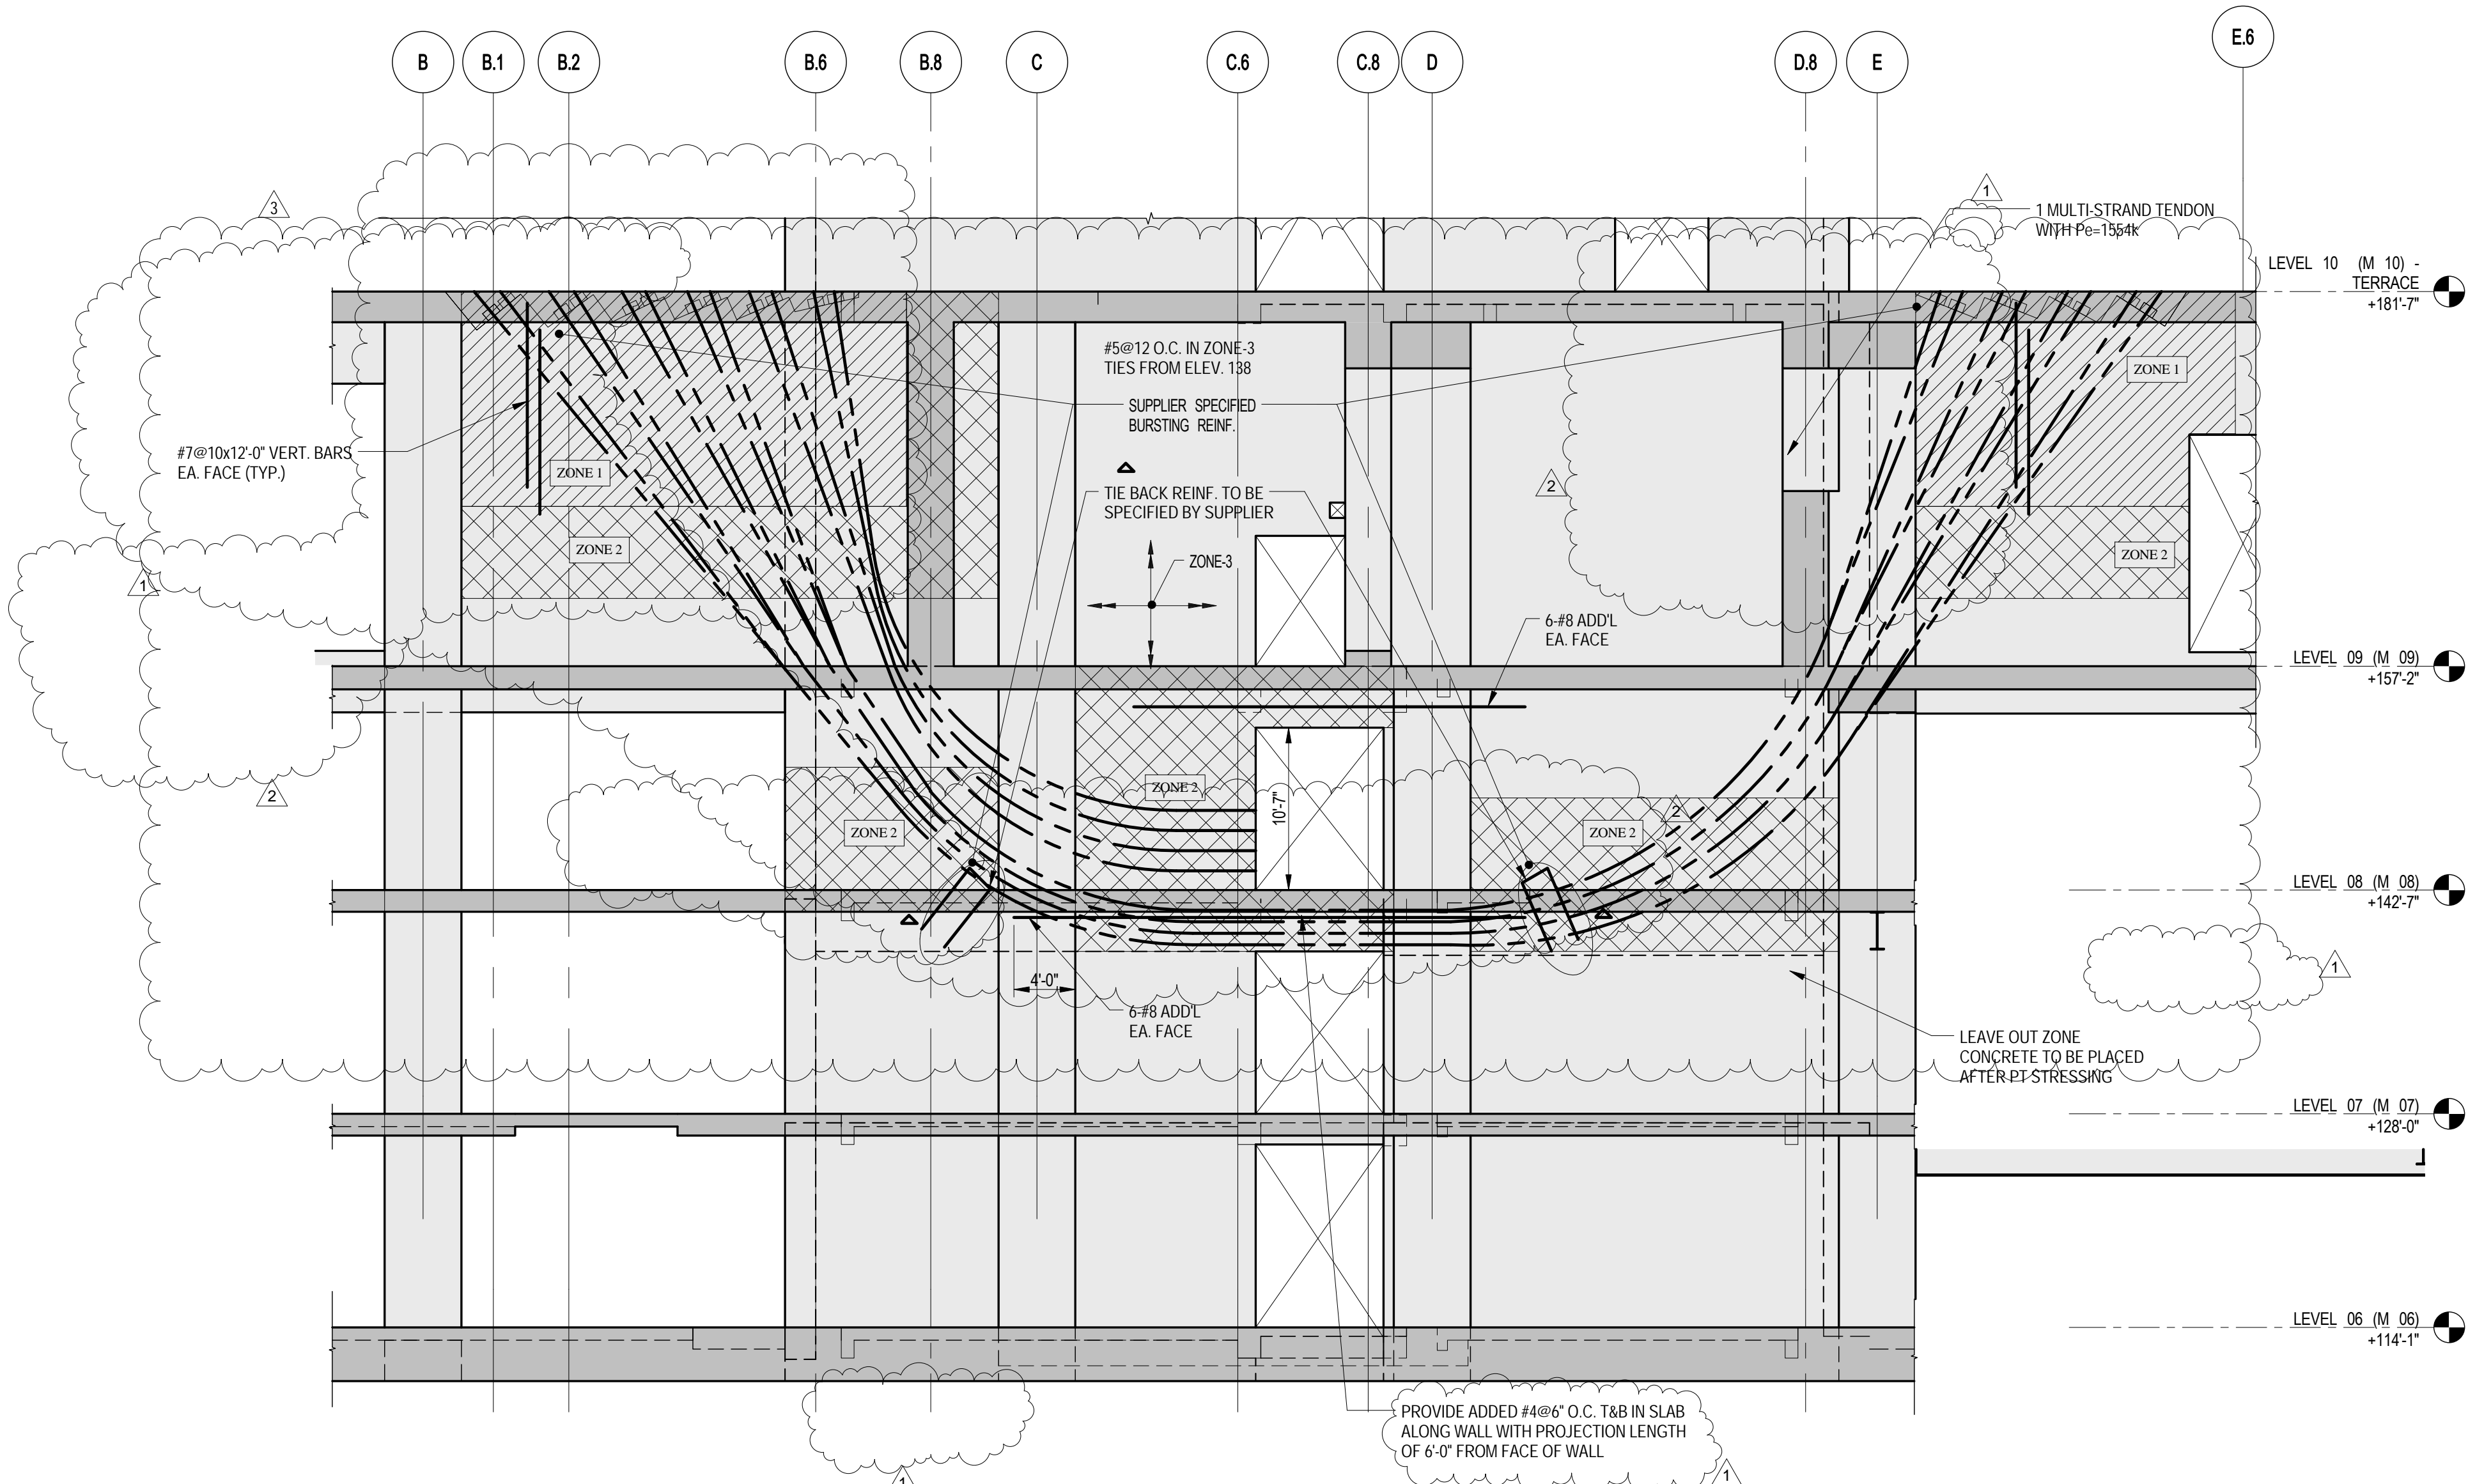 B
B.1
B.2
B.6
B.8
C
C.6
C.8
D
D.8
E
E.6
3
1
1 MULTI-STRAND TENDON
WITH Pe=1554k
LEVEL 10 (M 10) -
TERRACE
+181'-7"
#5@12 O.C. IN ZONE-3
TIES FROM ELEV. 138
SUPPLIER SPECIFIED
BURSTING REINF.
ZONE 1
#7@10x12'-0" VERT. BARS
EA. FACE (TYP.)
ZONE 1
2
TIE BACK REINF. TO BE
SPECIFIED BY SUPPLIER
ZONE 2
ZONE 2
ZONE-3
1
6-#8 ADD'L
EA. FACE
LEVEL 09 (M 09)
+157'-2"
2
ZONE 2
10'-7"
2
ZONE 2
ZONE 2
LEVEL 08 (M 08)
+142'-7"
1
4'-0"
6-#8 ADD'L
EA. FACE
LEAVE OUT ZONE
CONCRETE TO BE PLACED
AFTER PT STRESSING
LEVEL 07 (M 07)
+128'-0"
LEVEL 06 (M 06)
+114'-1"
PROVIDE ADDED #4@6" O.C. T&B IN SLAB
ALONG WALL WITH PROJECTION LENGTH
OF 6'-0" FROM FACE OF WALL
1
1